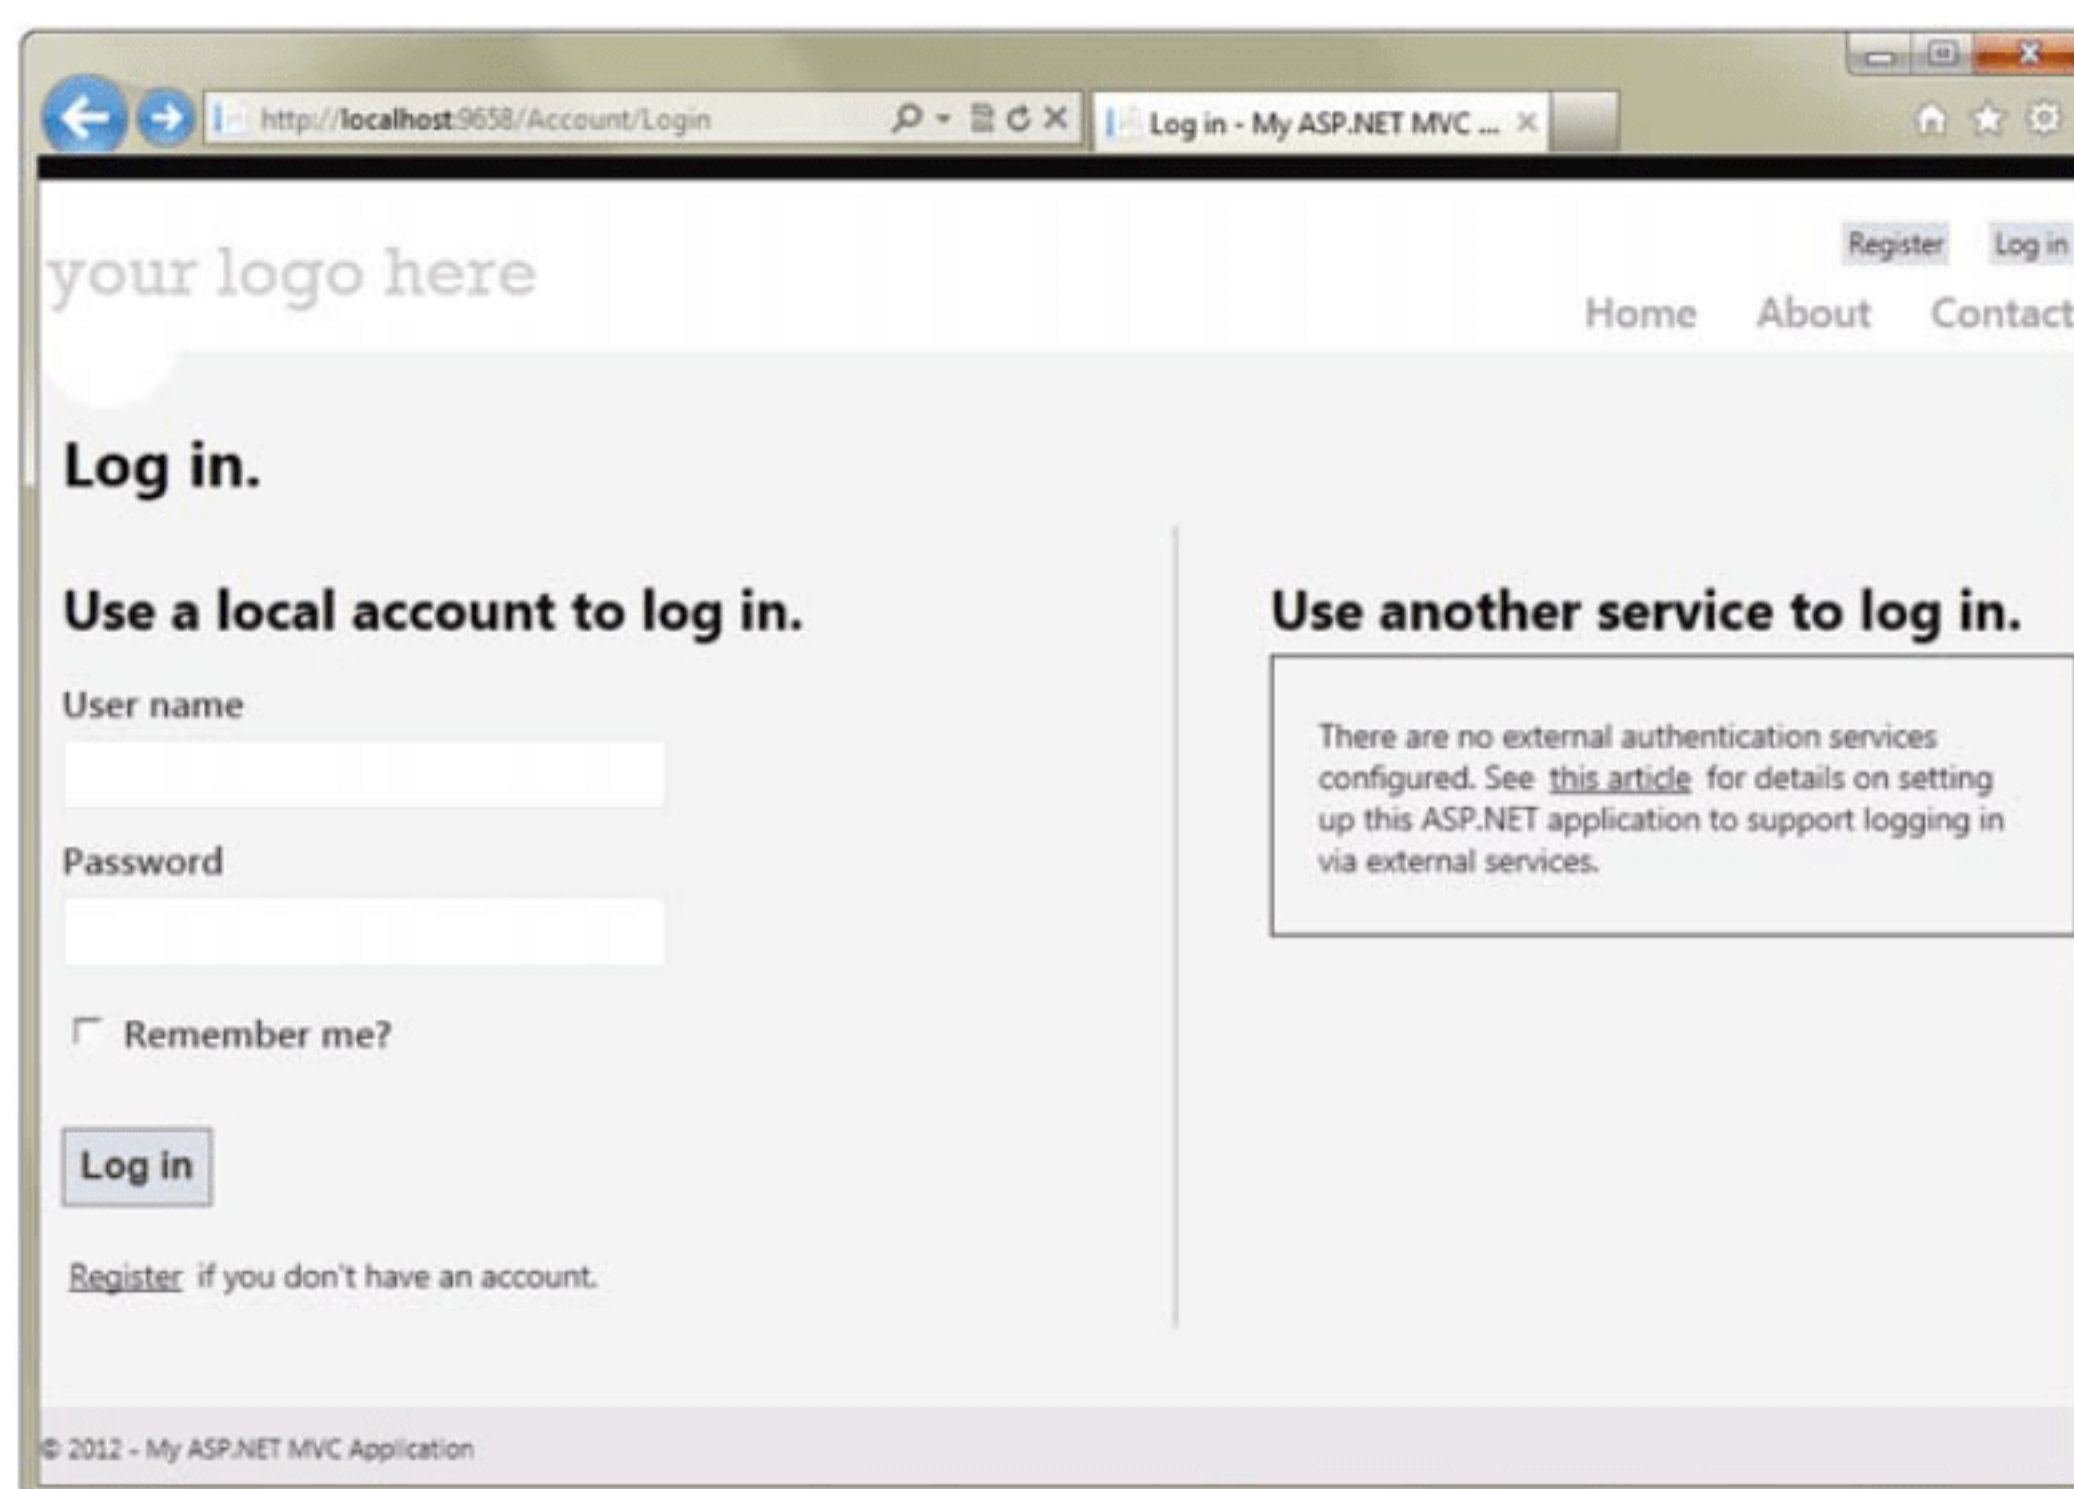 http://localhost:9658/Account/Login
Log in - My ASP.NET MVC ...
your logo here
Register Log in
Home About Contact
Log in.
Use a local account to log in.
User name
Password
Remember me?
Log in
Register if you don't have an account.
Use another service to log in.
There are no external authentication services
configured. See this article for details on setting
up this ASP.NET application to support logging in
via external services.
© 2012 - My ASP.NET MVC Application